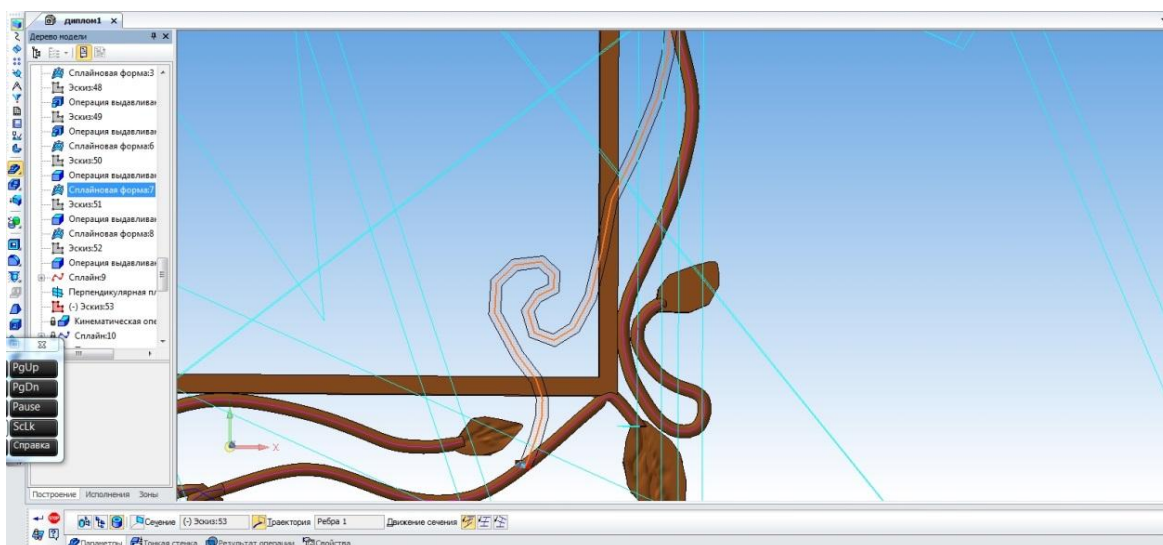 диплом1 x
Дерево модели
Сплайновая форма:3
Эскиз:48
Операция выдавливан
Эскиз:49
Операция выдавливан
Сплайновая форма:6
Эскиз:50
Операция выдавливан
Сплайновая форма:7
Эскиз:51
Операция выдавливан
Сплайновая форма:8
Эскиз:52
Операция выдавливан
Сплайн:9
Перпендикулярная пл
(-) Эскиз:53
Кинематическая опе
Сплайн:10
PgUp
PgDn
Pause
ScLk
Справка
X
Построение Исполнения Зоны
Сечение (-) Эскиз:53 Траектория Ребра 1 Движение сечения
Параметры Тонкая стенка Результат операции Свойства